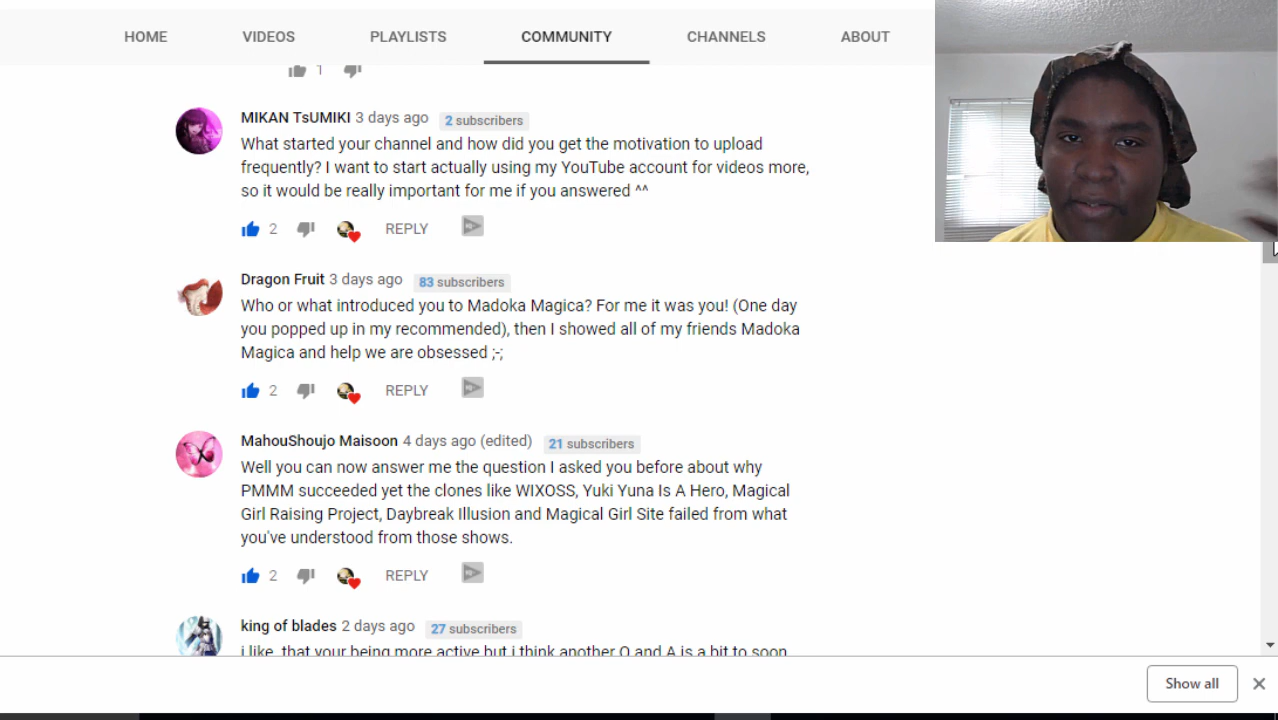 HOME VIDEOS PLAYLISTS COMMUNITY CHANNELS ABOUT
1
MIKAN TsUMIKI 3 days ago 2 subscribers
What started your channel and how did you get the motivation to upload
frequently? I want to start actually using my YouTube account for videos more,
so it would be really important for me if you answered ^^
2 REPLY
Dragon Fruit 3 days ago 83 subscribers
Who or what introduced you to Madoka Magica? For me it was you! (One day
you popped up in my recommended), then I showed all of my friends Madoka
Magica and help we are obsessed ;-;
2 REPLY
MahouShoujo Maisoon 4 days ago (edited) 21 subscribers
Well you can now answer me the question I asked you before about why
PMMM succeeded yet the clones like WIXOSS, Yuki Yuna Is A Hero, Magical
Girl Raising Project, Daybreak Illusion and Magical Girl Site failed from what
you've understood from those shows.
2 REPLY
king of blades 2 days ago 27 subscribers
i like, that your being more active but i think another Q and A is a bit to soon
Show all